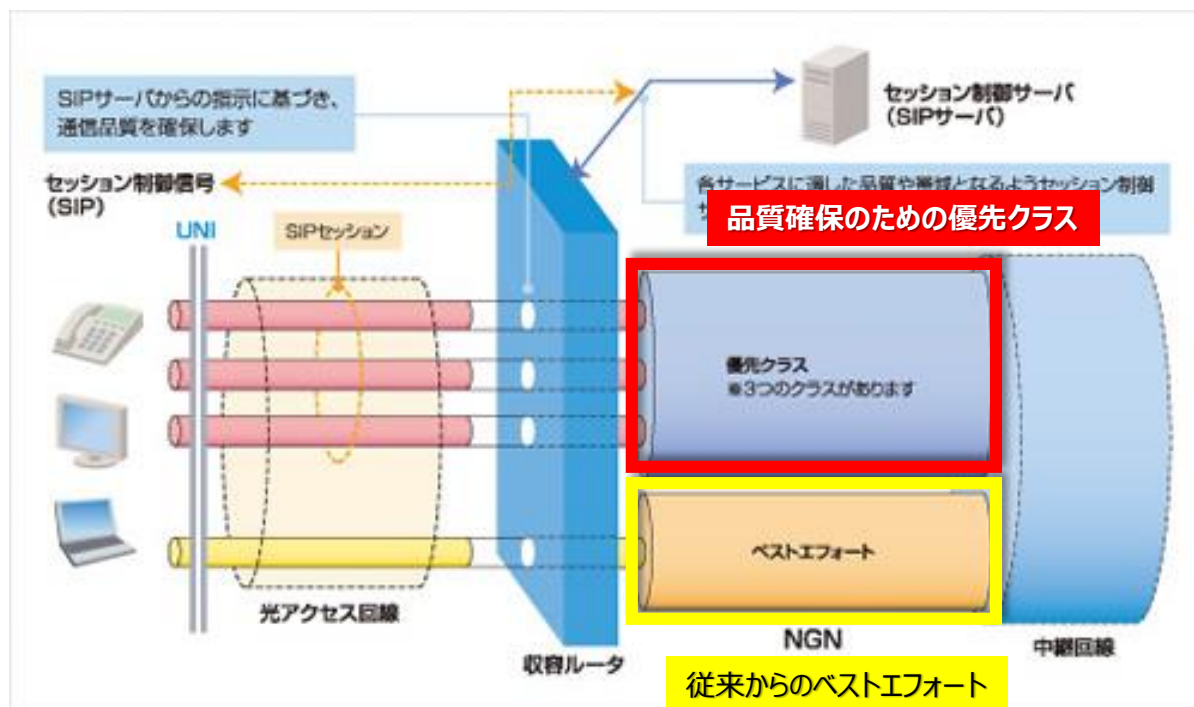 SIPサーバからの指示に基づき、
通信品質を確保します
セッション制御サーバ
(SIPサーバ)
セッション制御信号
(SIP)
各サービスに適した品質や帯域となるようセッション制御
品質確保のための優先クラス
UNI
SIPセッション
優先クラス
※3つのクラスがあります
ベストエフォート
光アクセス回線
収容ルータ
NGN
中継回線
従来からのベストエフォート